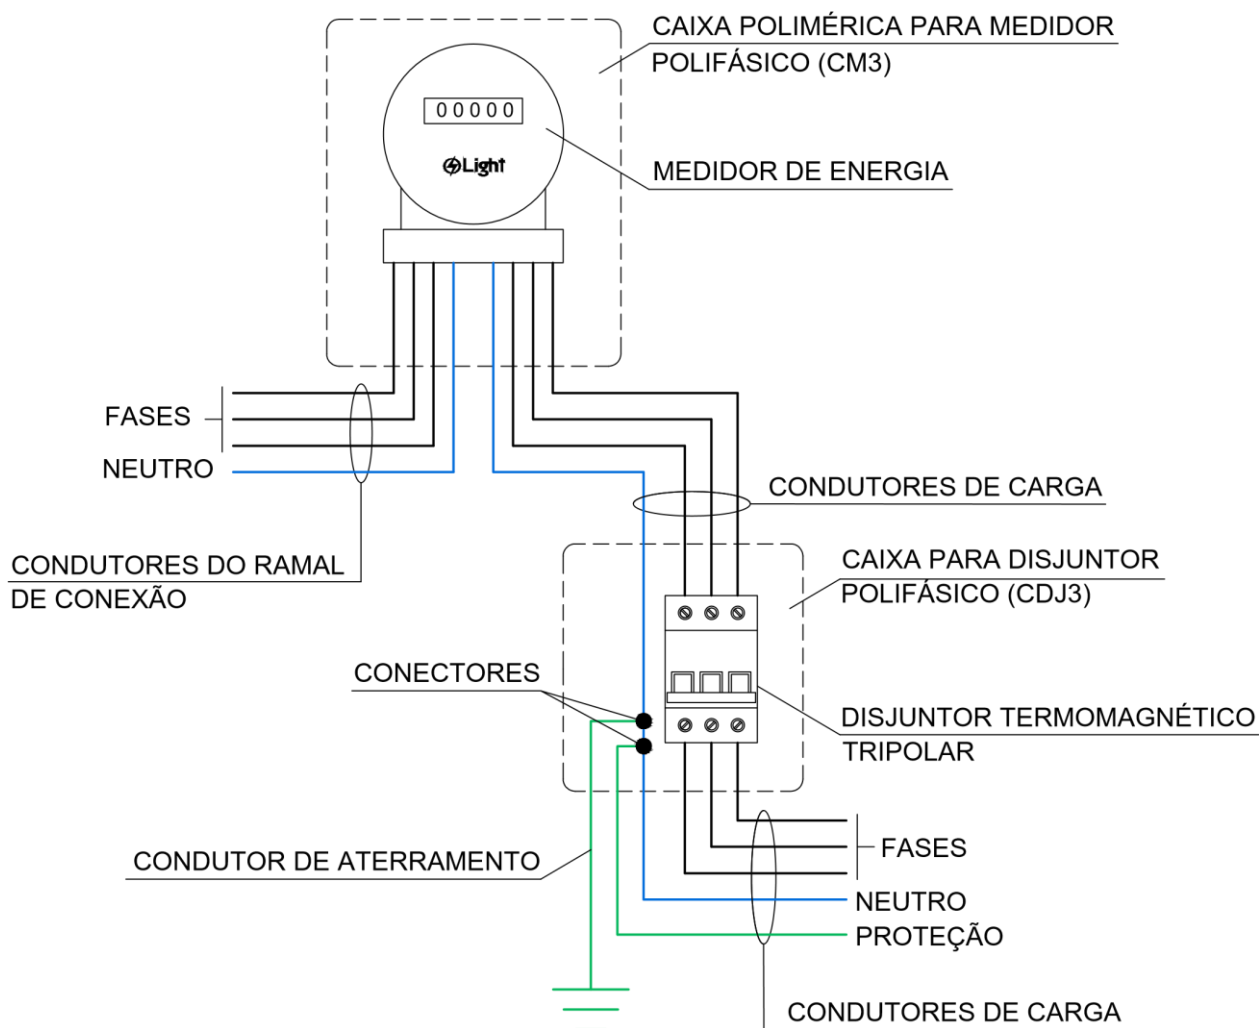 CAIXA POLIMÉRICA PARA MEDIDOR
POLIFÁSICO (CM3)
00000
Light
MEDIDOR DE ENERGIA
FASES
NEUTRO
CONDUTORES DE CARGA
CONDUTORES DO RAMAL
DE CONEXÃO
CAIXA PARA DISJUNTOR
POLIFÁSICO (CDJ3)
CONECTORES
DISJUNTOR TERMOMAGNÉTICO
TRIPOLAR
CONDUTOR DE ATERRAMENTO
FASES
NEUTRO
PROTEÇÃO
CONDUTORES DE CARGA